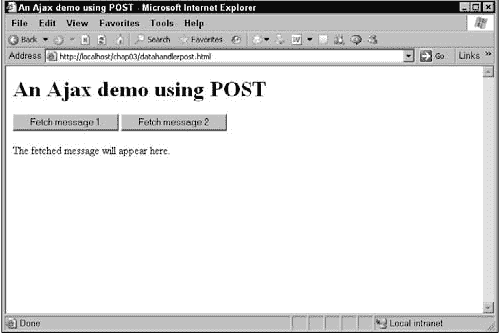 An Ajax demo using POST - Microsoft Internet Explorer
File Edit View Favorites Tools Help
Back Search Favorites
Address http://localhost/chap03/datahandlerpost.html Go Links »
An Ajax demo using POST
Fetch message 1 Fetch message 2
The fetched message will appear here.
Done Local intranet